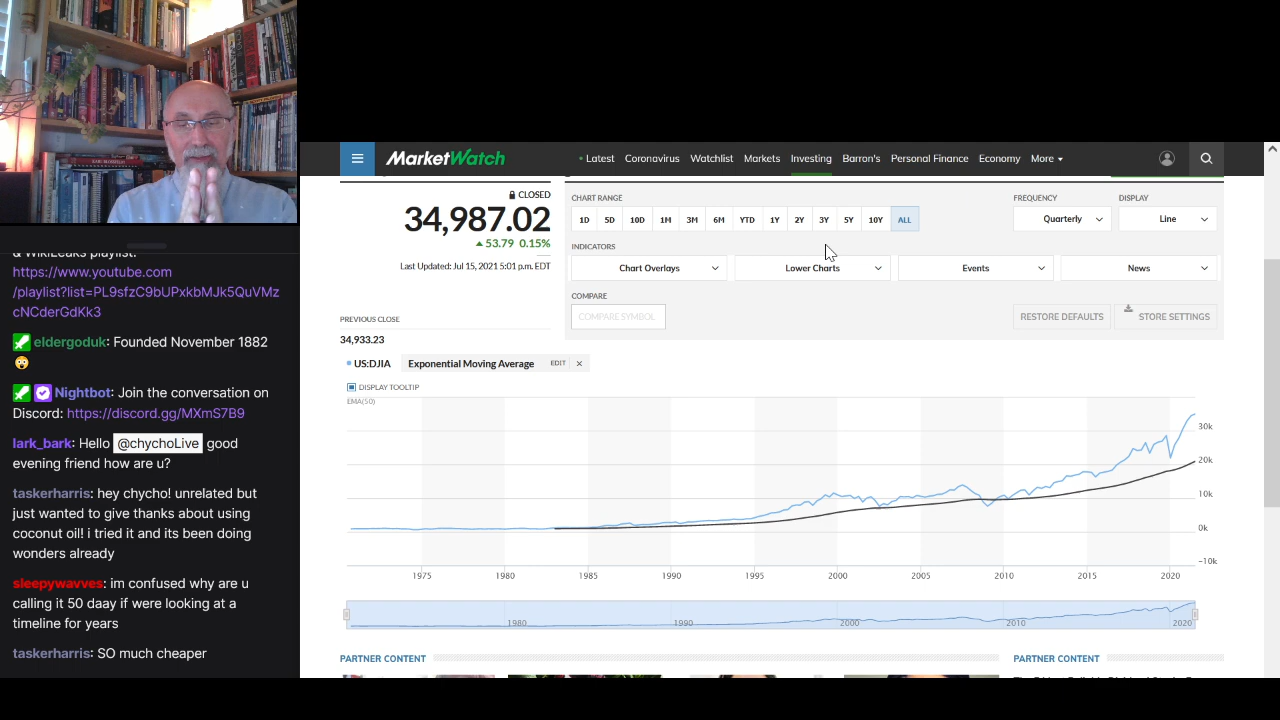 & WikiLeaks playlist:
https://www.youtube.com
/playlist?list=PL9sfzC9bUPxkbMJk5QuVMz
cNCderGdKk3
eldergoduk: Founded November 1882
😲
Nightbot: Join the conversation on
Discord: https://discord.gg/MXmS7B9
lark_bark: Hello @chychoLive good
evening friend how are u?
taskerharris: hey chycho! unrelated but
just wanted to give thanks about using
coconut oil! i tried it and its been doing
wonders already
sleepywavves: im confused why are u
calling it 50 daay if were looking at a
timeline for years
taskerharris: SO much cheaper
MarketWatch
Latest Coronavirus Watchlist Markets Investing Barron's Personal Finance Economy More
CLOSED
34,987.02
53.79 0.15%
Last Updated: Jul 15, 2021 5:01 p.m. EDT
PREVIOUS CLOSE
34,933.23
CHART RANGE
1D 5D 10D 1M 3M 6M YTD 1Y 2Y 3Y 5Y 10Y ALL
FREQUENCY
Quarterly
DISPLAY
Line
INDICATORS
Chart Overlays
Lower Charts
Events
News
COMPARE
COMPARE SYMBOL
RESTORE DEFAULTS
STORE SETTINGS
US:DJIA
Exponential Moving Average EDIT ×
DISPLAY TOOLTIP
EMA(50)
30k
20k
10k
0k
-10k
1975 1980 1985 1990 1995 2000 2005 2010 2015 2020
1980 1990 2000 2010 2020
PARTNER CONTENT
PARTNER CONTENT